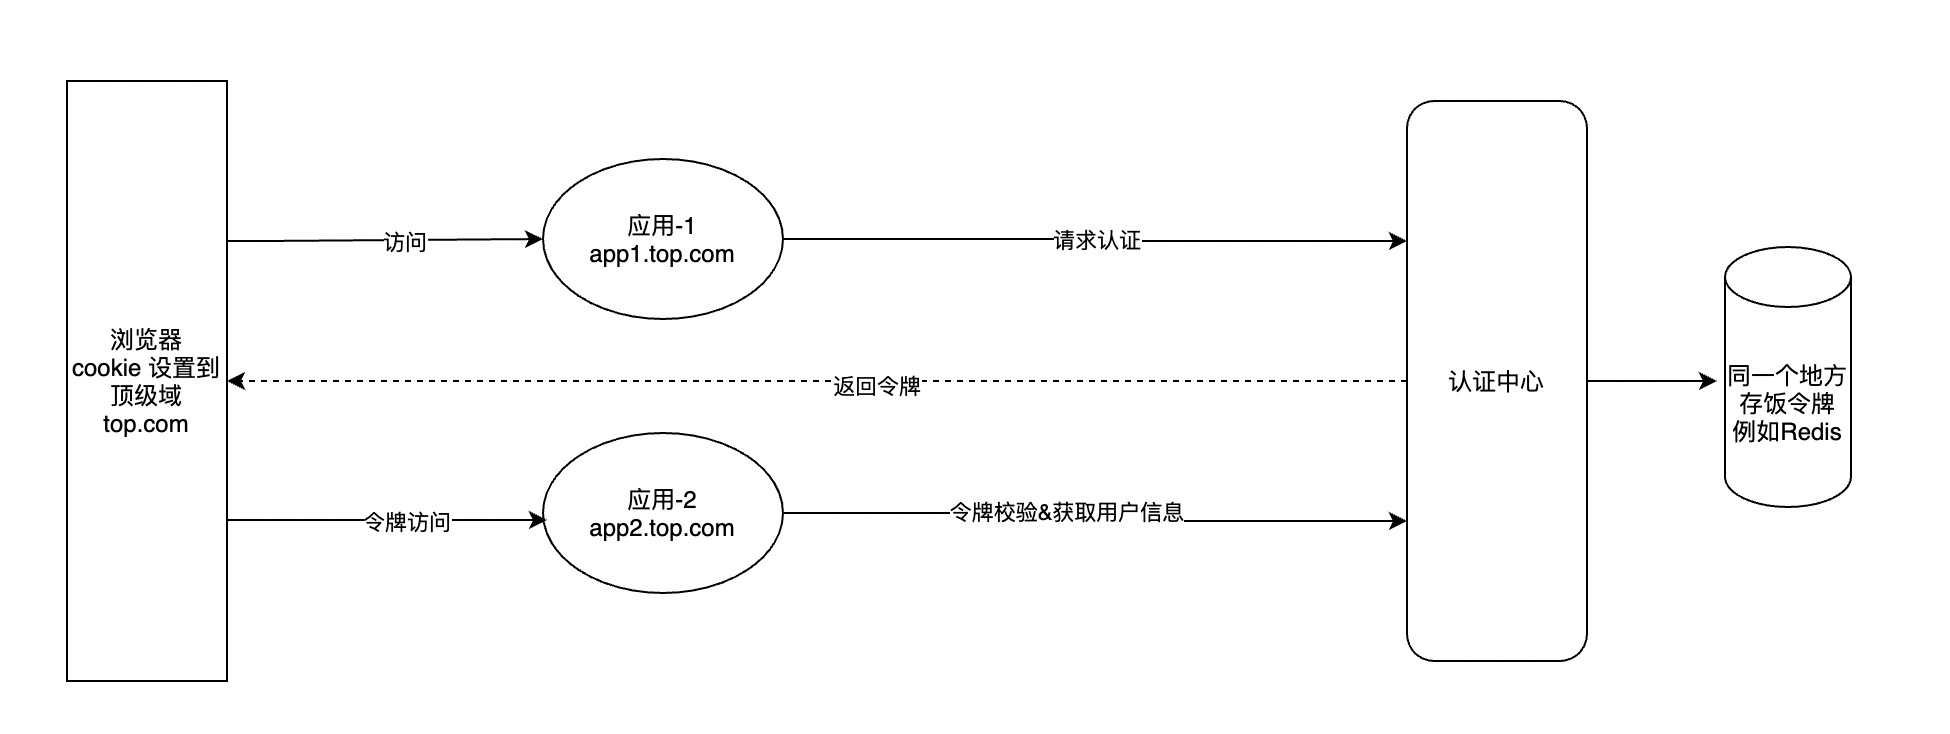 应用-1
app1.top.com
访问
请求认证
浏览器
cookie 设置到
顶级域
top.com
返回令牌
认证中心
同一个地方
存饭令牌
例如Redis
应用-2
app2.top.com
令牌访问
令牌校验&获取用户信息